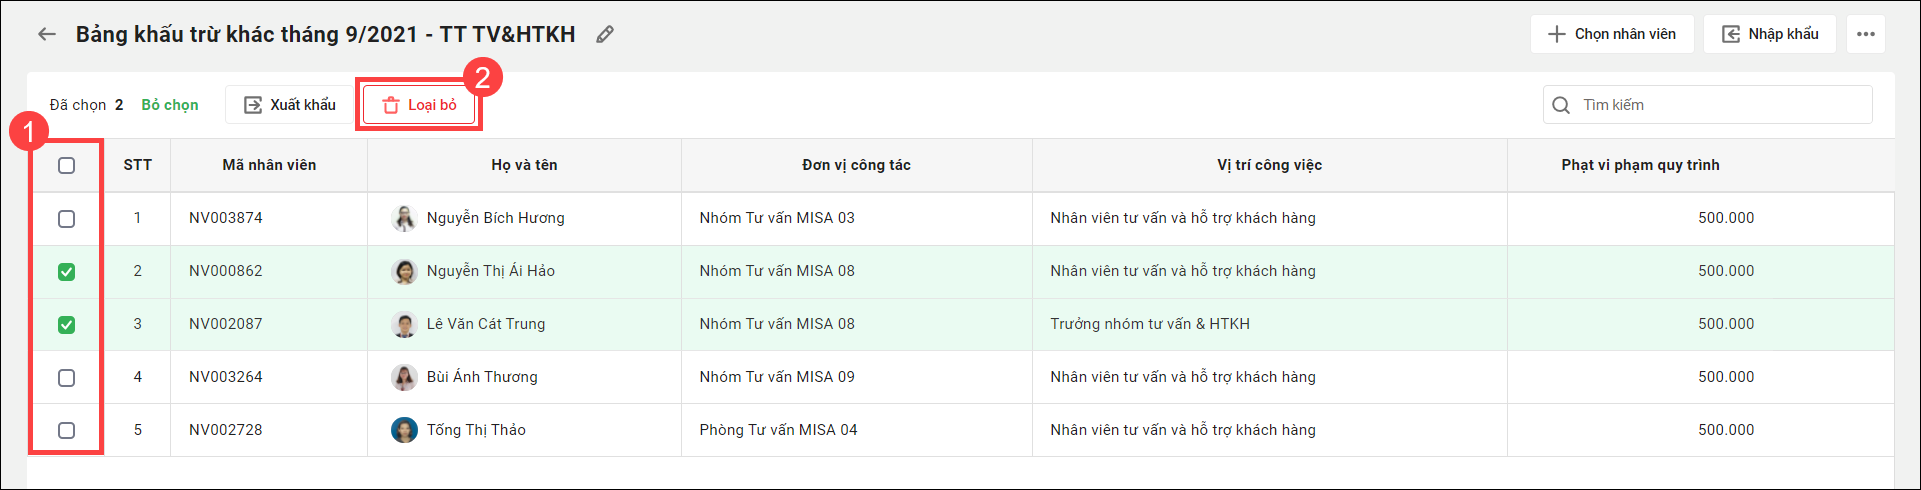 Bảng khấu trừ khác tháng 9/2021 - TT TV&HTKH
Chọn nhân viên
Nhập khẩu
Đã chọn 2 Bỏ chọn
Xuất khẩu
Loại bỏ
2
Tìm kiếm
1
STT Mã nhân viên Họ và tên Đơn vị công tác Vị trí công việc Phạt vi phạm quy trình
1 NV003874 Nguyễn Bích Hương Nhóm Tư vấn MISA 03 Nhân viên tư vấn và hỗ trợ khách hàng 500.000
2 NV000862 Nguyễn Thị Ái Hảo Nhóm Tư vấn MISA 08 Nhân viên tư vấn và hỗ trợ khách hàng 500.000
3 NV002087 Lê Văn Cát Trung Nhóm Tư vấn MISA 08 Trưởng nhóm tư vấn & HTKH 500.000
4 NV003264 Bùi Ánh Thương Nhóm Tư vấn MISA 09 Nhân viên tư vấn và hỗ trợ khách hàng 500.000
5 NV002728 Tống Thị Thảo Phòng Tư vấn MISA 04 Nhân viên tư vấn và hỗ trợ khách hàng 500.000